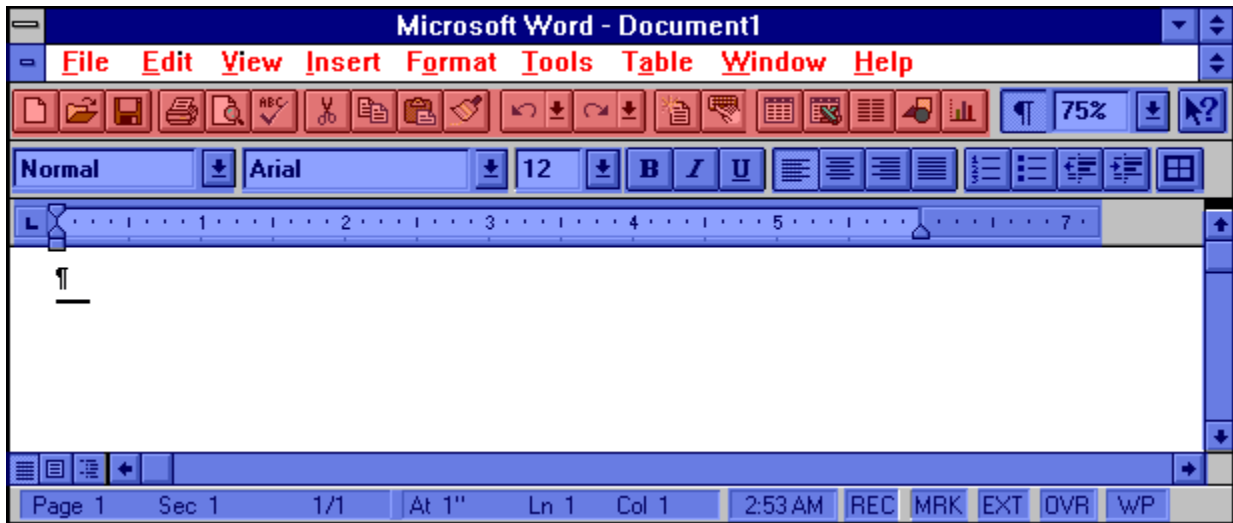 Microsoft Word - Document1
File Edit View Insert Format Tools Table Window Help
ABC ¶ 75% ?
Normal Arial 12 B I U
L 1 2 3 4 5 7
¶
Page 1 Sec 1 1/1 At 1" Ln 1 Col 1 2:53 AM REC MRK EXT OVR WP